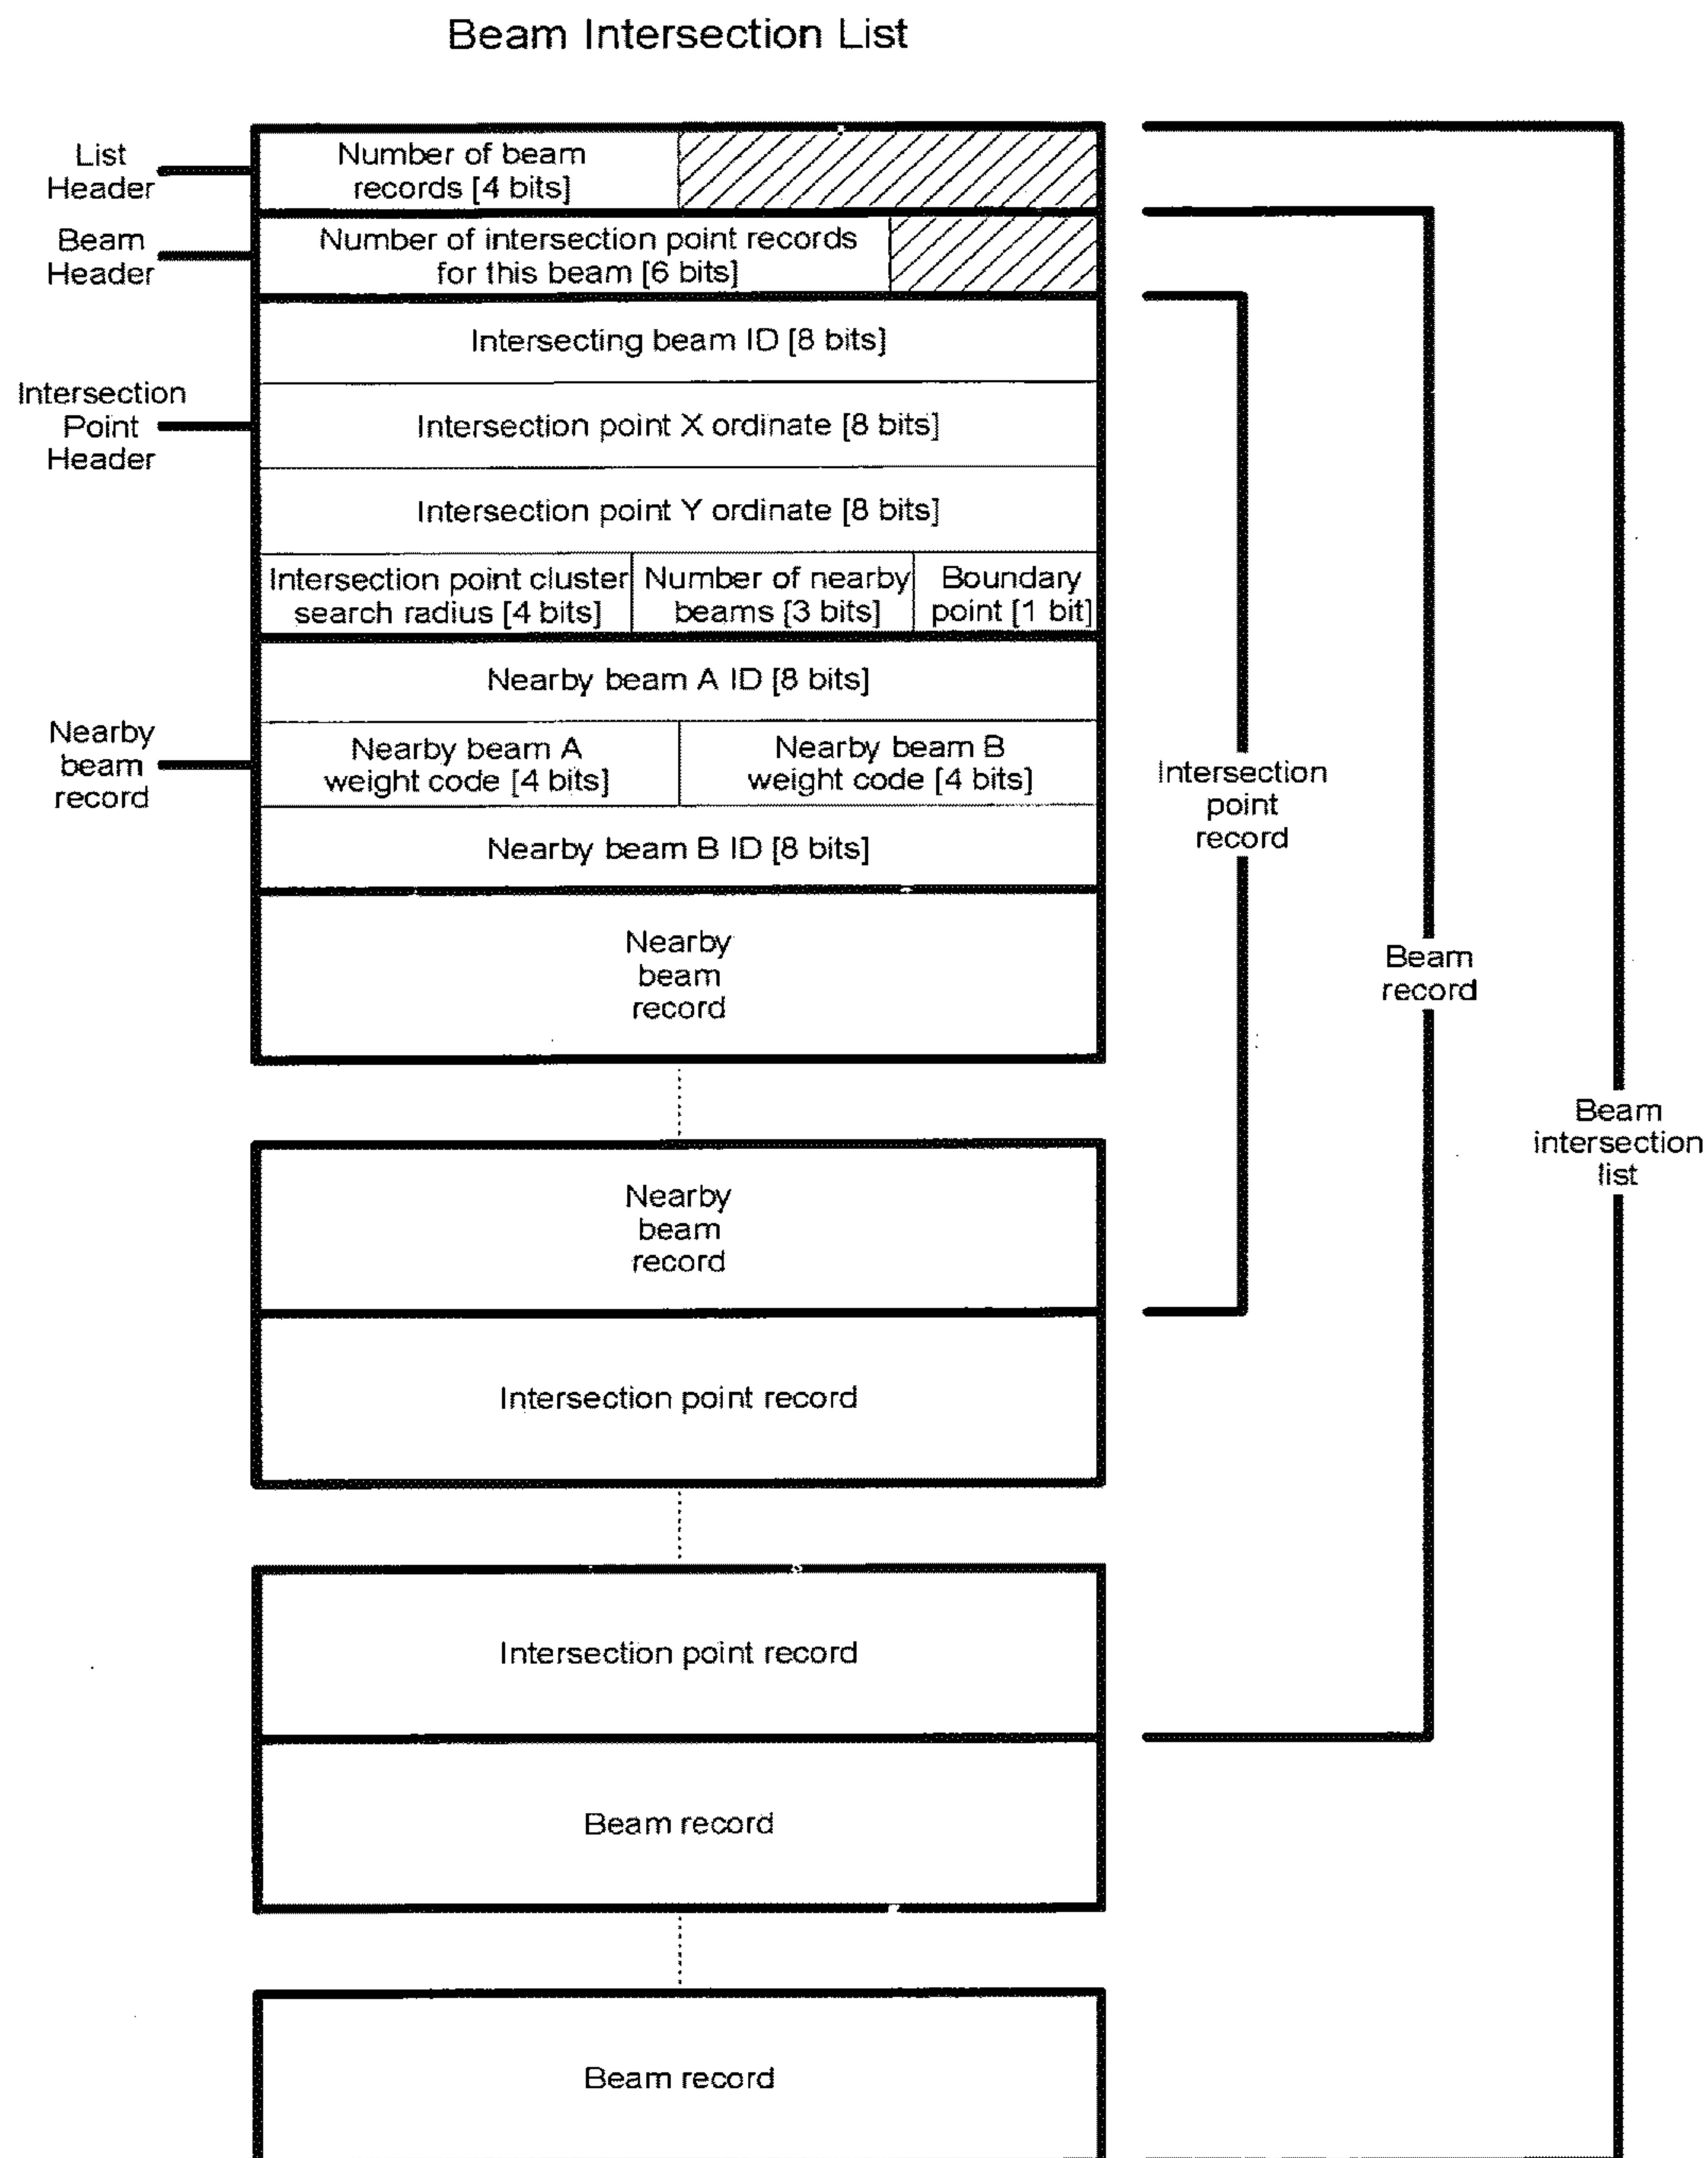 Beam Intersection List
List
Header
Number of beam
records [4 bits]
Beam
Header
Number of intersection point records
for this beam [6 bits]
Intersecting beam ID [8 bits]
Intersection
Point
Header
Intersection point X ordinate [8 bits]
Intersection point Y ordinate [8 bits]
Intersection point cluster
search radius [4 bits]
Number of nearby
beams [3 bits]
Boundary
point [1 bit]
Nearby beam A ID [8 bits]
Nearby
beam
record
Nearby beam A
weight code [4 bits]
Nearby beam B
weight code [4 bits]
Nearby beam B ID [8 bits]
Intersection
point
record
Nearby
beam
record
Beam
record
Beam
intersection
list
Nearby
beam
record
Intersection point record
Intersection point record
Beam record
Beam record